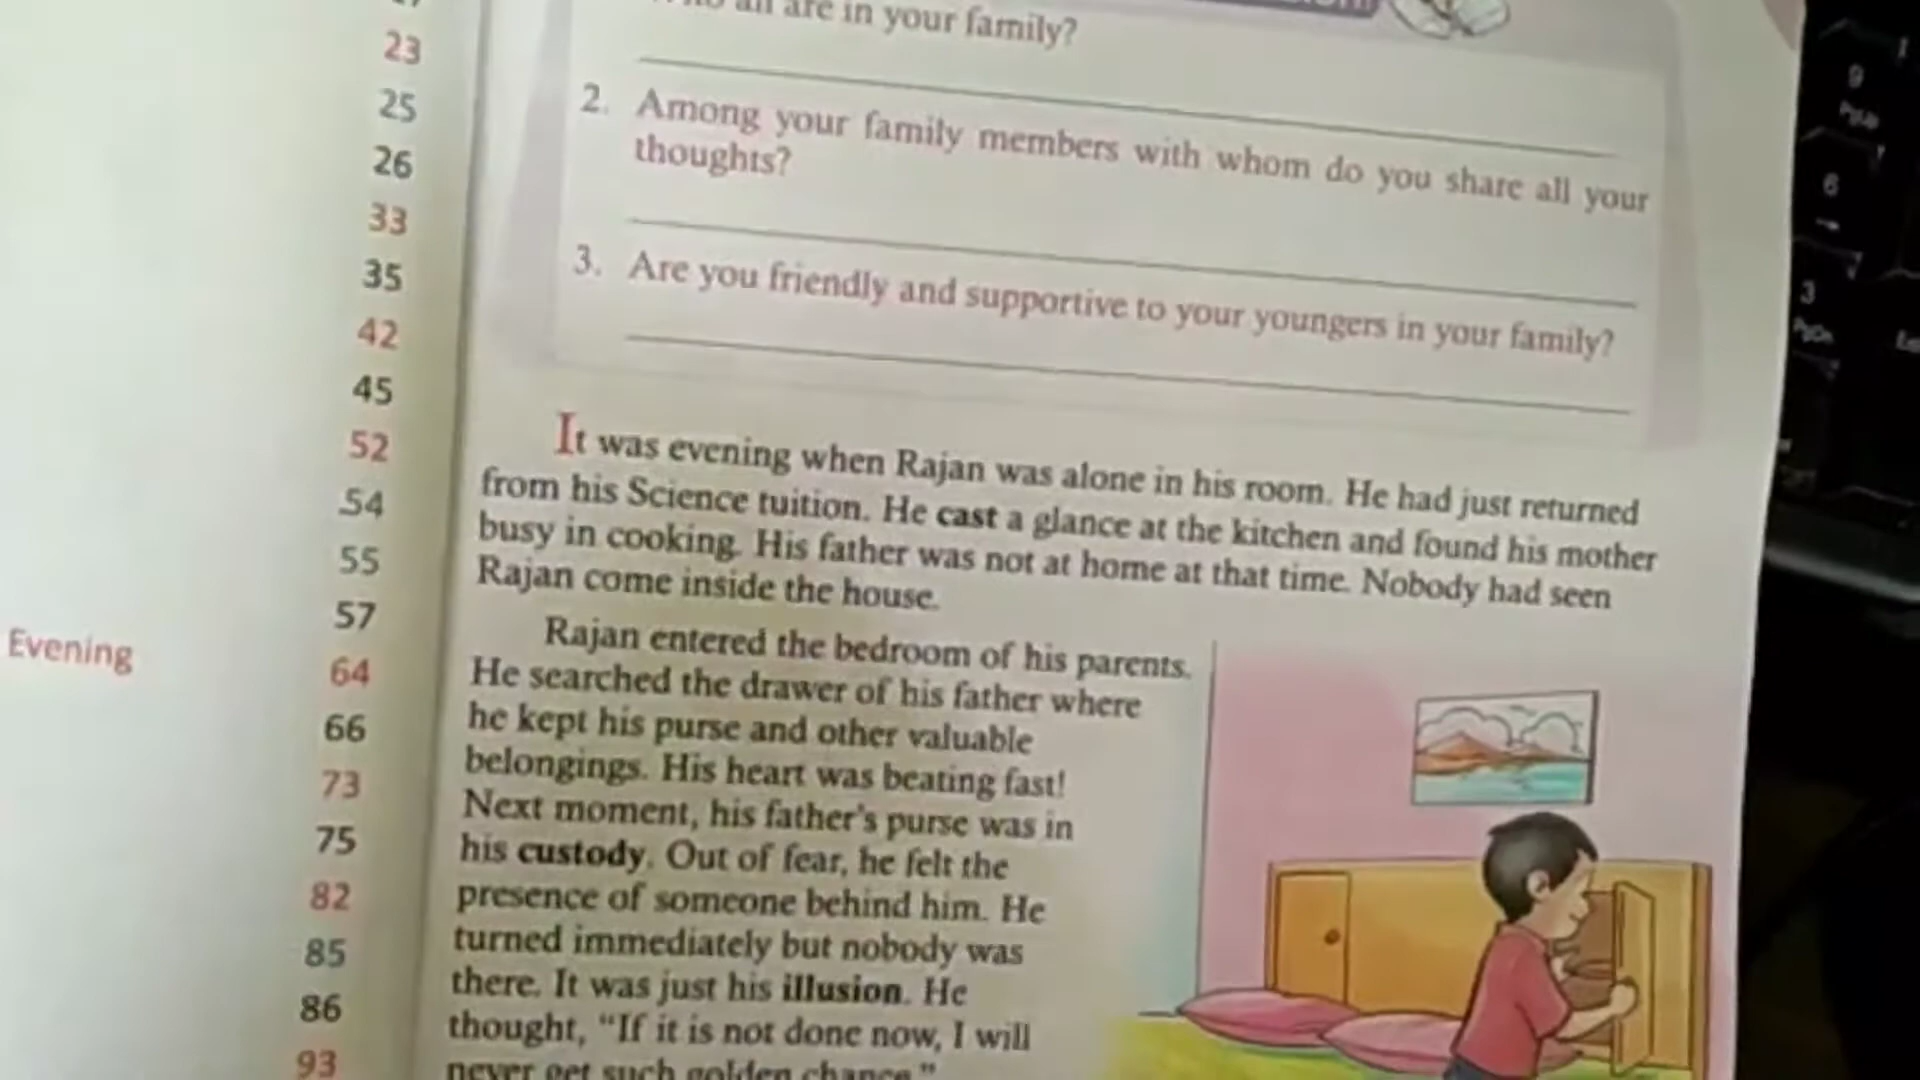 23
25
26
33
35
42
45
52
54
55
57
Evening
64
66
73
75
82
85
86
93
all are in your family?
2. Among your family members with whom do you share all your
thoughts?
3. Are you friendly and supportive to your youngers in your family?
It was evening when Rajan was alone in his room. He had just returned
from his Science tuition. He cast a glance at the kitchen and found his mother
busy in cooking. His father was not at home at that time. Nobody had seen
Rajan come inside the house.
Rajan entered the bedroom of his parents.
He searched the drawer of his father where
he kept his purse and other valuable
belongings. His heart was beating fast!
Next moment, his father's purse was in
his custody. Out of fear, he felt the
presence of someone behind him. He
turned immediately but nobody was
there. It was just his illusion. He
thought, "If it is not done now, I will
never get such golden chance."
9
PgUp
6
3
PgDn